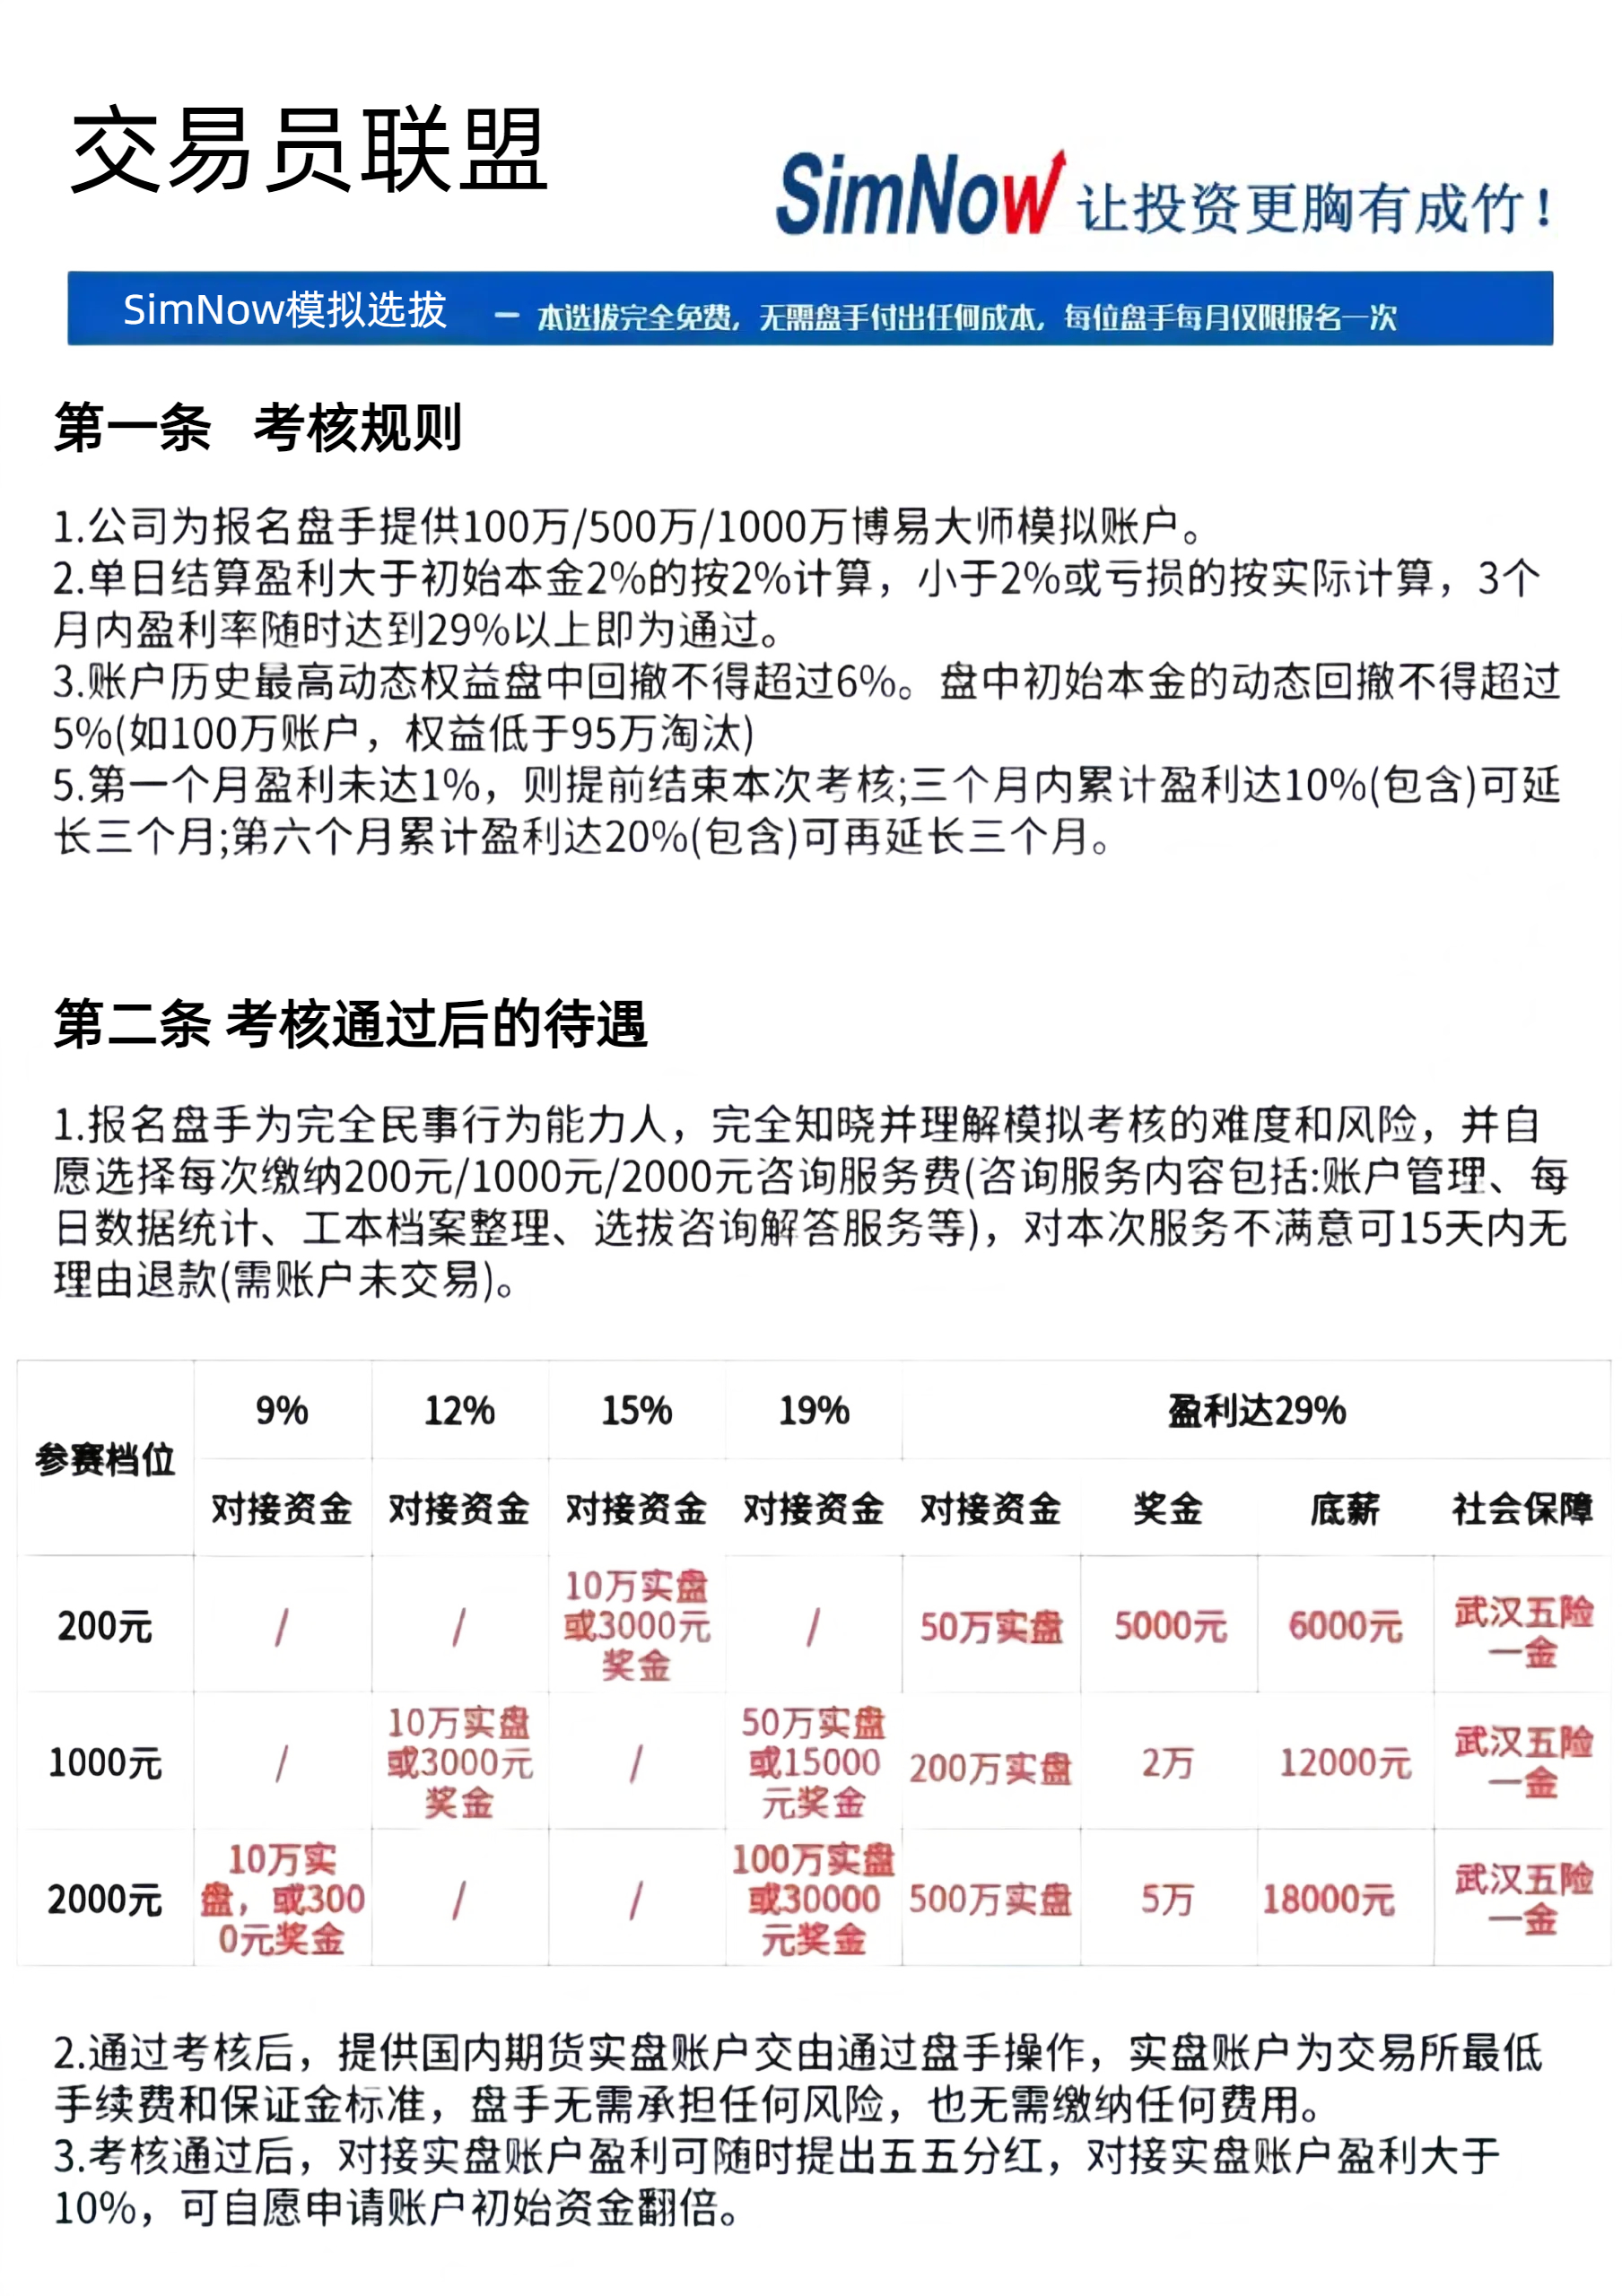 交易员联盟
SimNow 让投资更胸有成竹！
SimNow模拟选拔 — 本选拔完全免费，无需盘手付出任何成本，每位盘手每月仅限报名一次
第一条 考核规则
1.公司为报名盘手提供100万/500万/1000万博易大师模拟账户。
2.单日结算盈利大于初始本金2%的按2%计算，小于2%或亏损的按实际计算，3个
月内盈利率随时达到29%以上即为通过。
3.账户历史最高动态权益盘中回撤不得超过6%。盘中初始本金的动态回撤不得超过
5%(如100万账户，权益低于95万淘汰)
5.第一个月盈利未达1%，则提前结束本次考核;三个月内累计盈利达10%(包含)可延
长三个月;第六个月累计盈利达20%(包含)可再延长三个月。
第二条 考核通过后的待遇
1.报名盘手为完全民事行为能力人，完全知晓并理解模拟考核的难度和风险，并自
愿选择每次缴纳200元/1000元/2000元咨询服务费(咨询服务内容包括:账户管理、每
日数据统计、工本档案整理、选拔咨询解答服务等)，对本次服务不满意可15天内无
理由退款(需账户未交易)。
参赛档位 9% 12% 15% 19% 盈利达29%
对接资金 对接资金 对接资金 对接资金 对接资金 奖金 底薪 社会保障
200元 / / 10万实盘
或3000元
奖金 / 50万实盘 5000元 6000元 武汉五险
一金
1000元 / 10万实盘
或3000元
奖金 / 50万实盘
或15000
元奖金 200万实盘 2万 12000元 武汉五险
一金
2000元 10万实
盘，或300
0元奖金 / / 100万实盘
或30000
元奖金 500万实盘 5万 18000元 武汉五险
一金
2.通过考核后，提供国内期货实盘账户交由通过盘手操作，实盘账户为交易所最低
手续费和保证金标准，盘手无需承担任何风险，也无需缴纳任何费用。
3.考核通过后，对接实盘账户盈利可随时提出五五分红，对接实盘账户盈利大于
10%，可自愿申请账户初始资金翻倍。